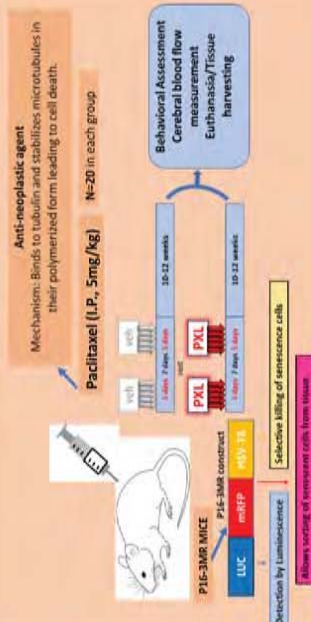 Anti-neoplastic agent
Mechanism: Binds to tubulin and stabilizes microtubules in
their polymerized form leading to cell death.
Paclitaxel (I.P., 5mg/kg)
N=20 in each group
veh
veh
5 days
7 days
5 days
10-12 weeks
rest
PXL
PXL
5 days
7 days
5 days
10-12 weeks
Behavioral Assessment
Cerebral blood flow
measurement
Euthanasia/Tissue
harvesting
P16-3MR MICE
P16-3MR construct
LUC
mRFP
HSV-TK
Detection by Luminescence
Selective killing of senescence cells
Allows sorting of senescent cells from tissue